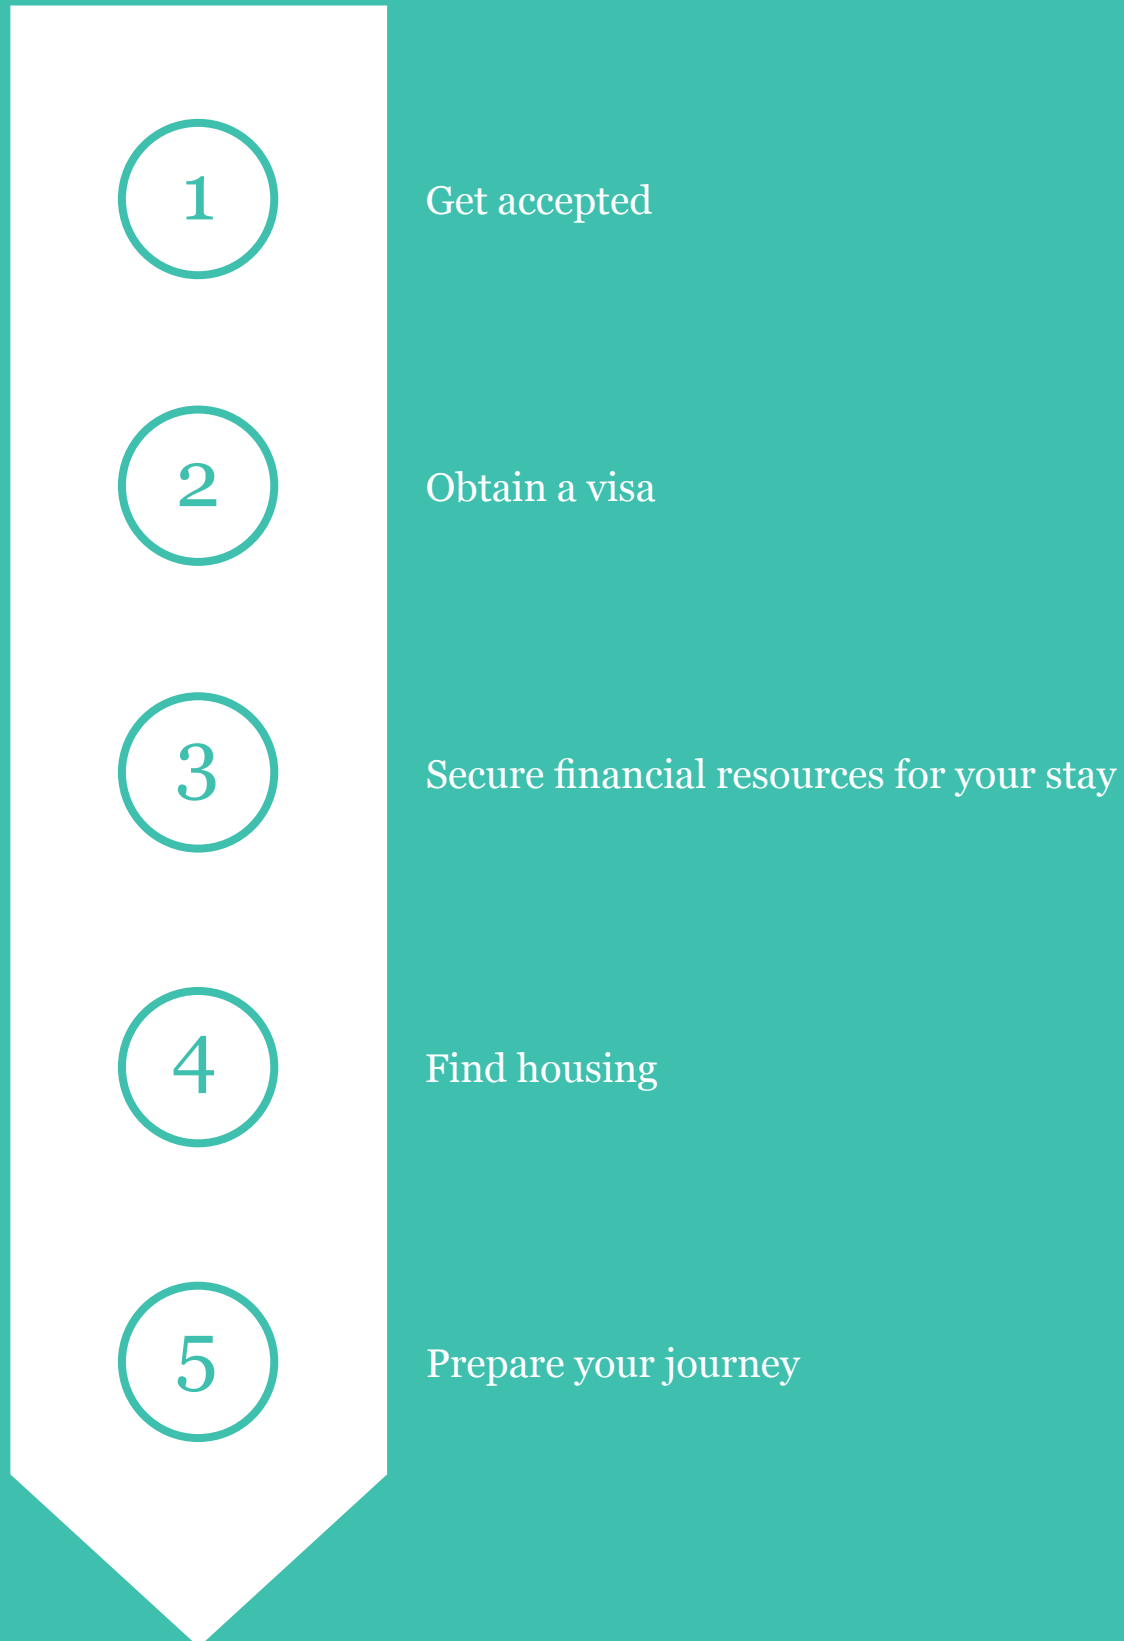 1 Get accepted
2 Obtain a visa
3 Secure financial resources for your stay
4 Find housing
5 Prepare your journey